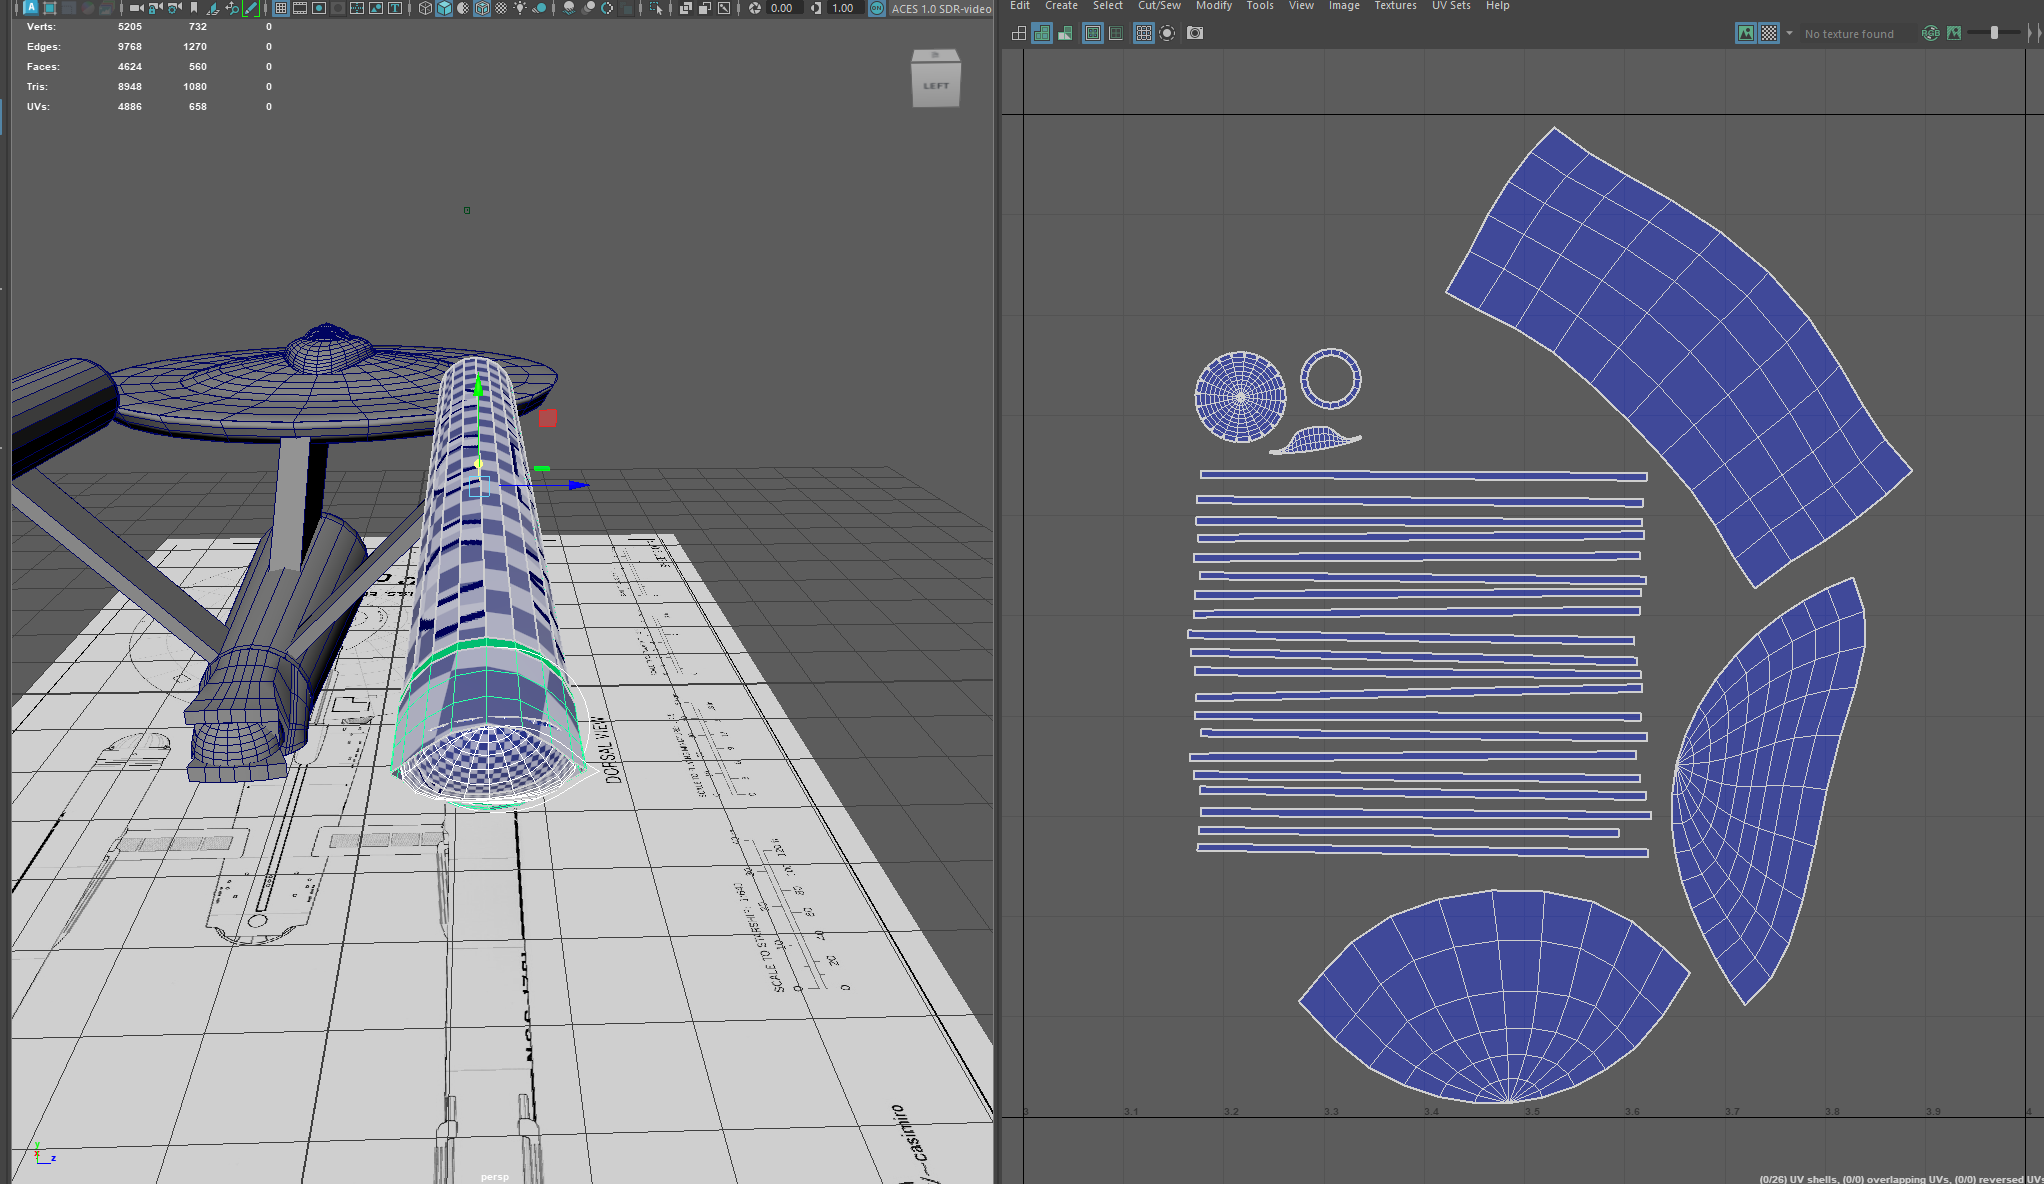 0.00 1.00 ON ACES 1.0 SDR-video
Verts: 5205 732 0
Edges: 9768 1270 0
Faces: 4624 560 0
Tris: 8948 1080 0
UVs: 4886 658 0
LEFT
DORSAL VIEW
Casimiro
persp
y
x
z
Edit Create Select Cut/Sew Modify Tools View Image Textures UV Sets Help
No texture found
RGB
3 3.1 3.2 3.3 3.4 3.5 3.6 3.7 3.8 3.9 4
(0/26) UV shells, (0/0) overlapping UVs, (0/0) reversed UV